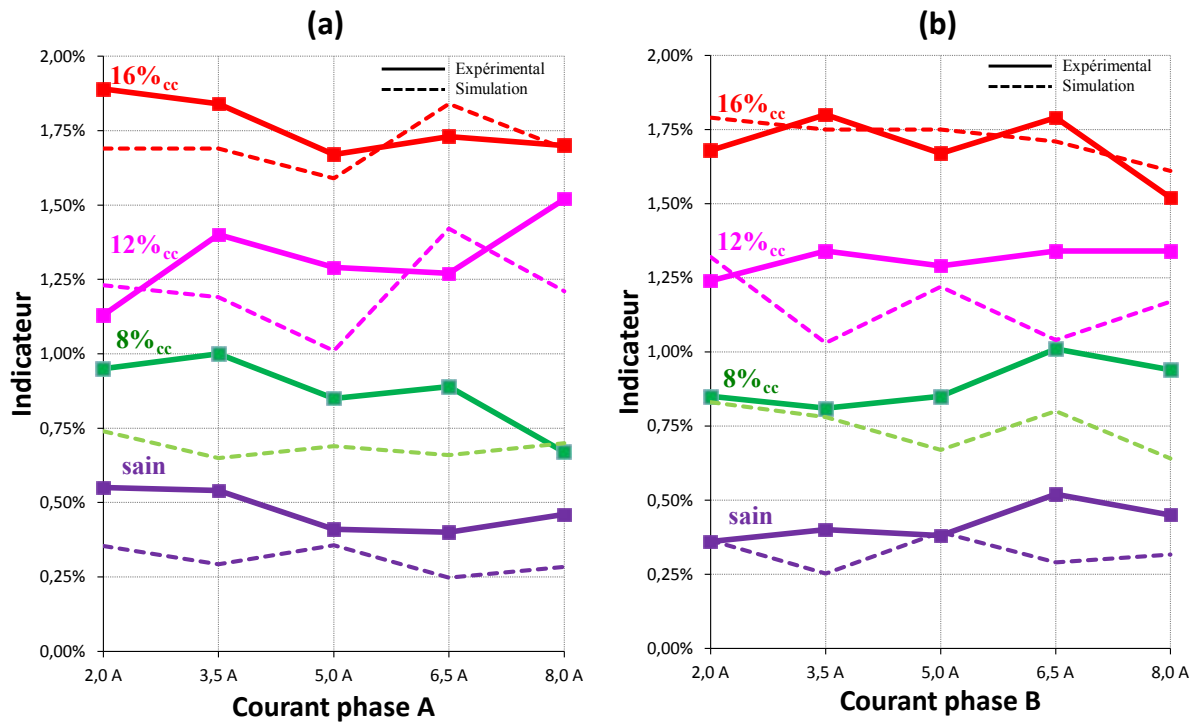 (a)
2,00%
1,75%
1,50%
1,25%
1,00%
0,75%
0,50%
0,25%
0,00%
Indicateur
16%cc
12%cc
8%cc
sain
Expérimental
Simulation
2,0 A 3,5 A 5,0 A 6,5 A 8,0 A
Courant phase A
(b)
2,00%
1,75%
1,50%
1,25%
1,00%
0,75%
0,50%
0,25%
0,00%
Indicateur
16%cc
12%cc
8%cc
sain
Expérimental
Simulation
2,0 A 3,5 A 5,0 A 6,5 A 8,0 A
Courant phase B